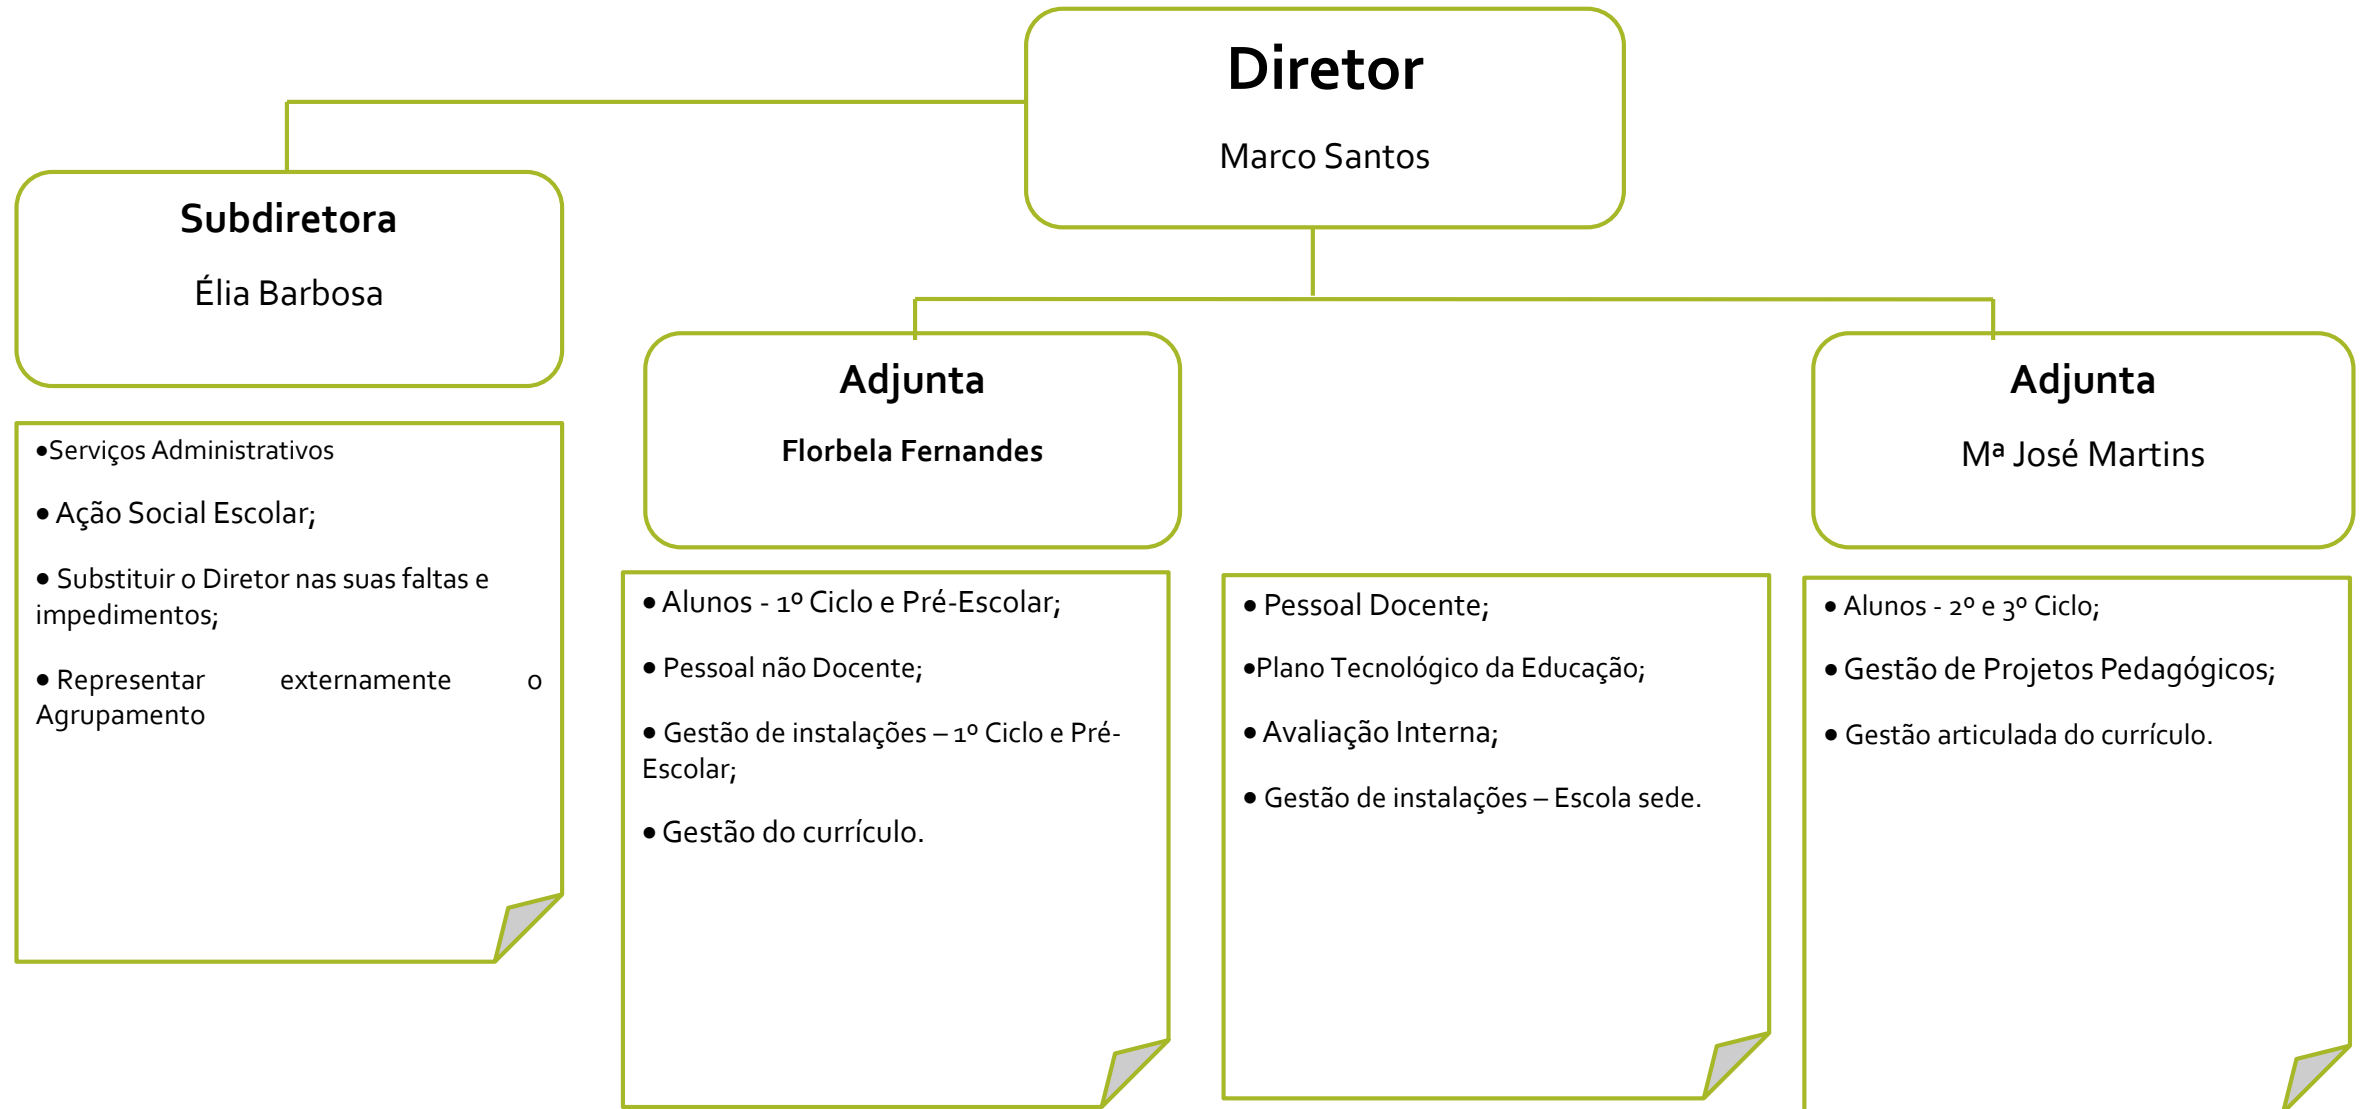 Diretor
Marco Santos
Subdiretora
Élia Barbosa
Adjunta
Florbela Fernandes
Adjunta
Mª José Martins
•Serviços Administrativos
• Ação Social Escolar;
• Substituir o Diretor nas suas faltas e
impedimentos;
• Representar externamente o
Agrupamento
• Alunos - 1º Ciclo e Pré-Escolar;
• Pessoal não Docente;
• Gestão de instalações – 1º Ciclo e Pré-
Escolar;
• Gestão do currículo.
• Pessoal Docente;
•Plano Tecnológico da Educação;
• Avaliação Interna;
• Gestão de instalações – Escola sede.
• Alunos - 2º e 3º Ciclo;
• Gestão de Projetos Pedagógicos;
• Gestão articulada do currículo.